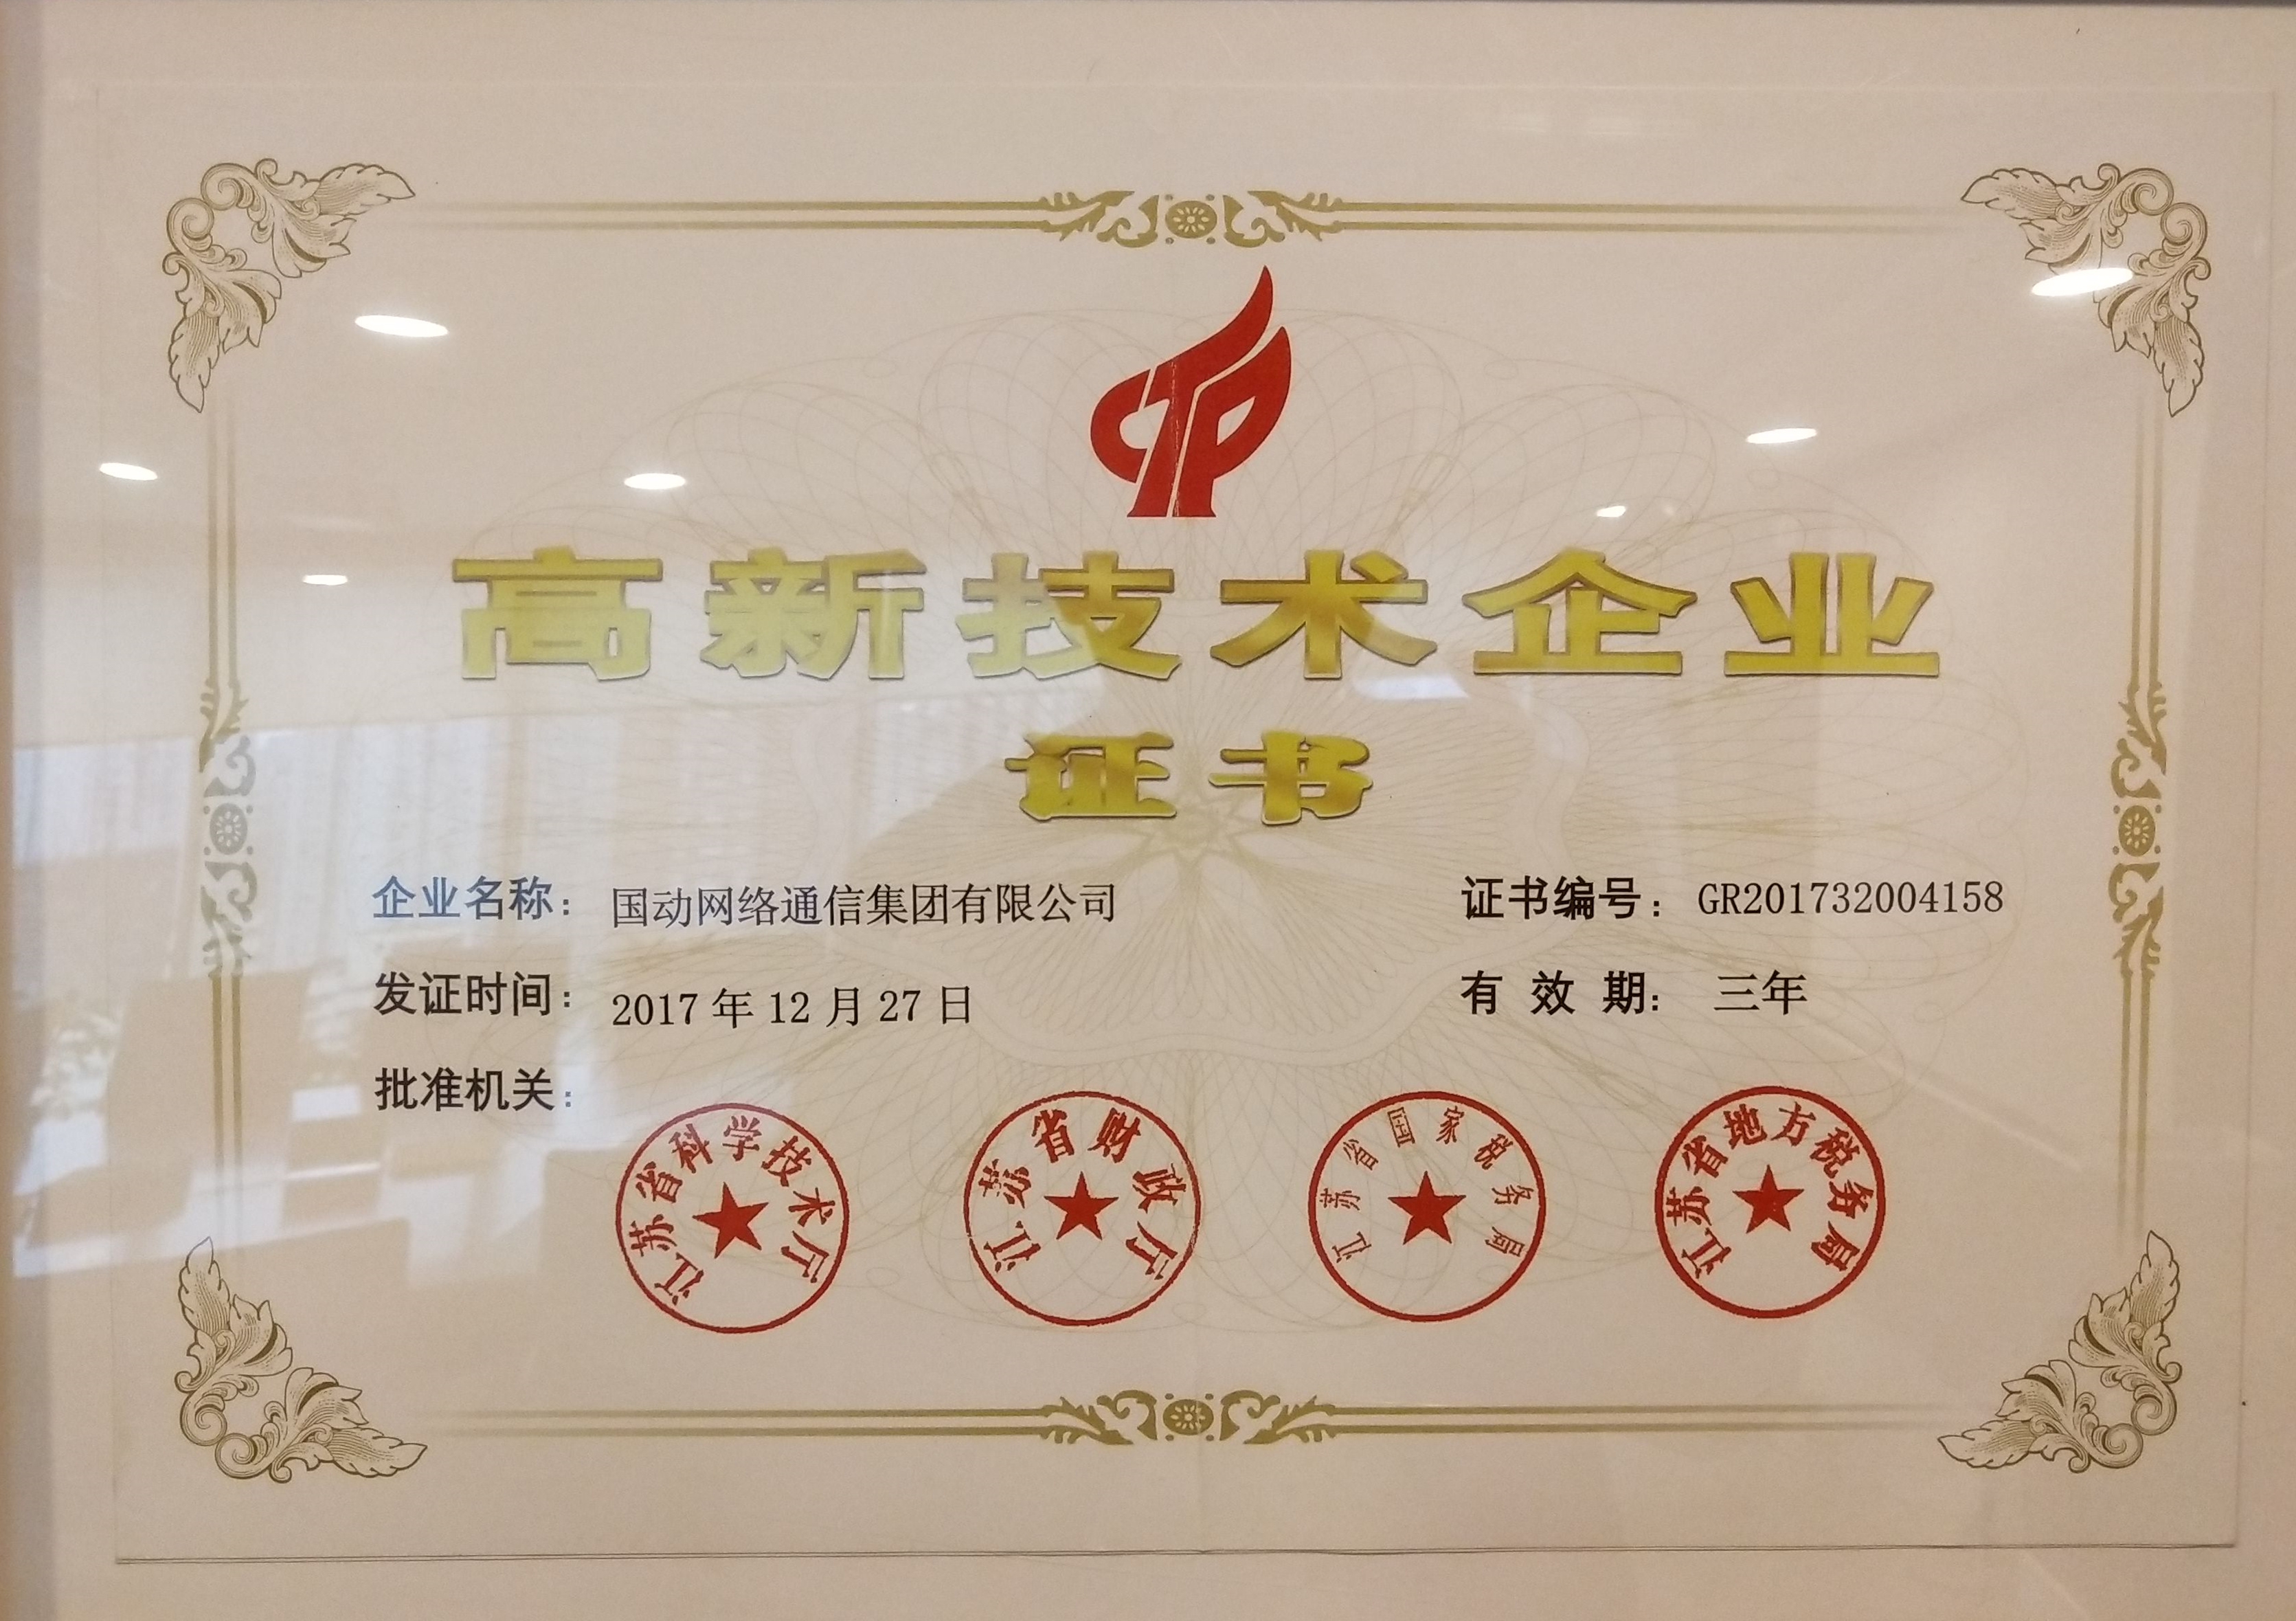 高新技术企业
证书
企业名称：国动网络通信集团有限公司
证书编号：GR201732004158
发证时间：2017年12月27日
有效期：三年
批准机关：
江苏省科学技术厅
江苏省财政厅
江苏省国家税务局
江苏省地方税务局